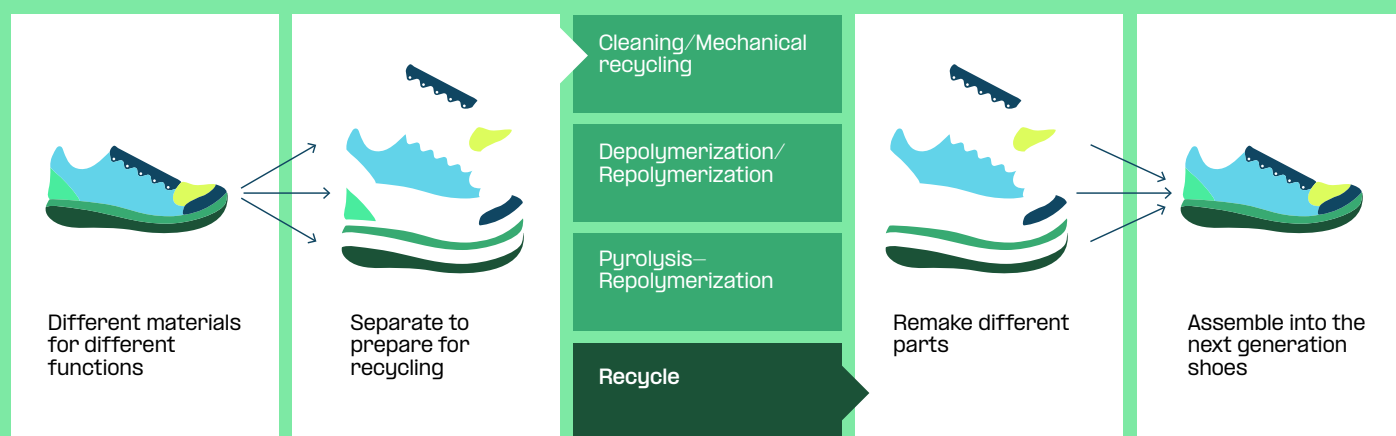 Different materials
for different
functions
Separate to
prepare for
recycling
Cleaning/Mechanical
recycling
Depolymerization/
Repolymerization
Pyrolysis–
Repolymerization
Recycle
Remake different
parts
Assemble into the
next generation
shoes